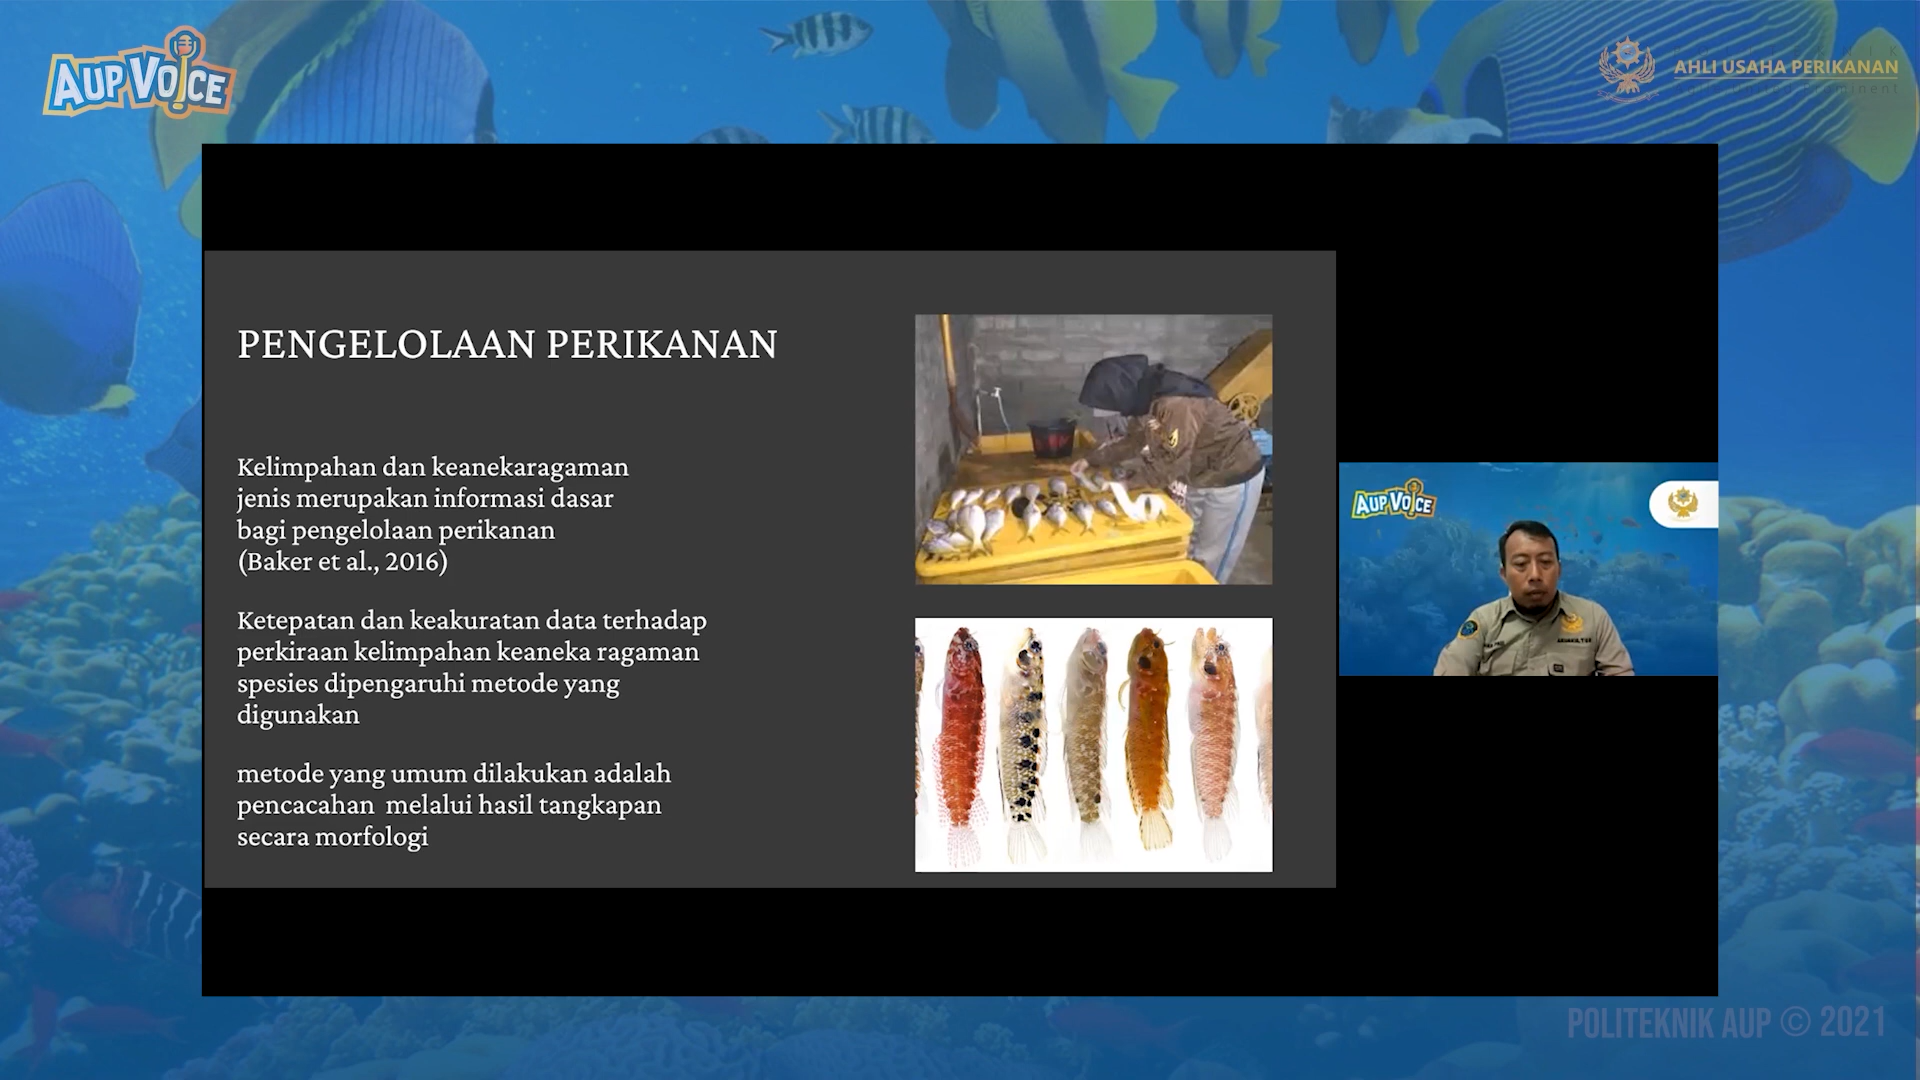 AUP VOICE
POLITEKNIK
AHLI USAHA PERIKANAN
PENGELOLAAN PERIKANAN
Kelimpahan dan keanekaragaman
jenis merupakan informasi dasar
bagi pengelolaan perikanan
(Baker et al., 2016)
Ketepatan dan keakuratan data terhadap
perkiraan kelimpahan keaneka ragaman
spesies dipengaruhi metode yang
digunakan
metode yang umum dilakukan adalah
pencacahan  melalui hasil tangkapan
secara morfologi
AUP VOICE
POLITEKNIK AUP © 2021